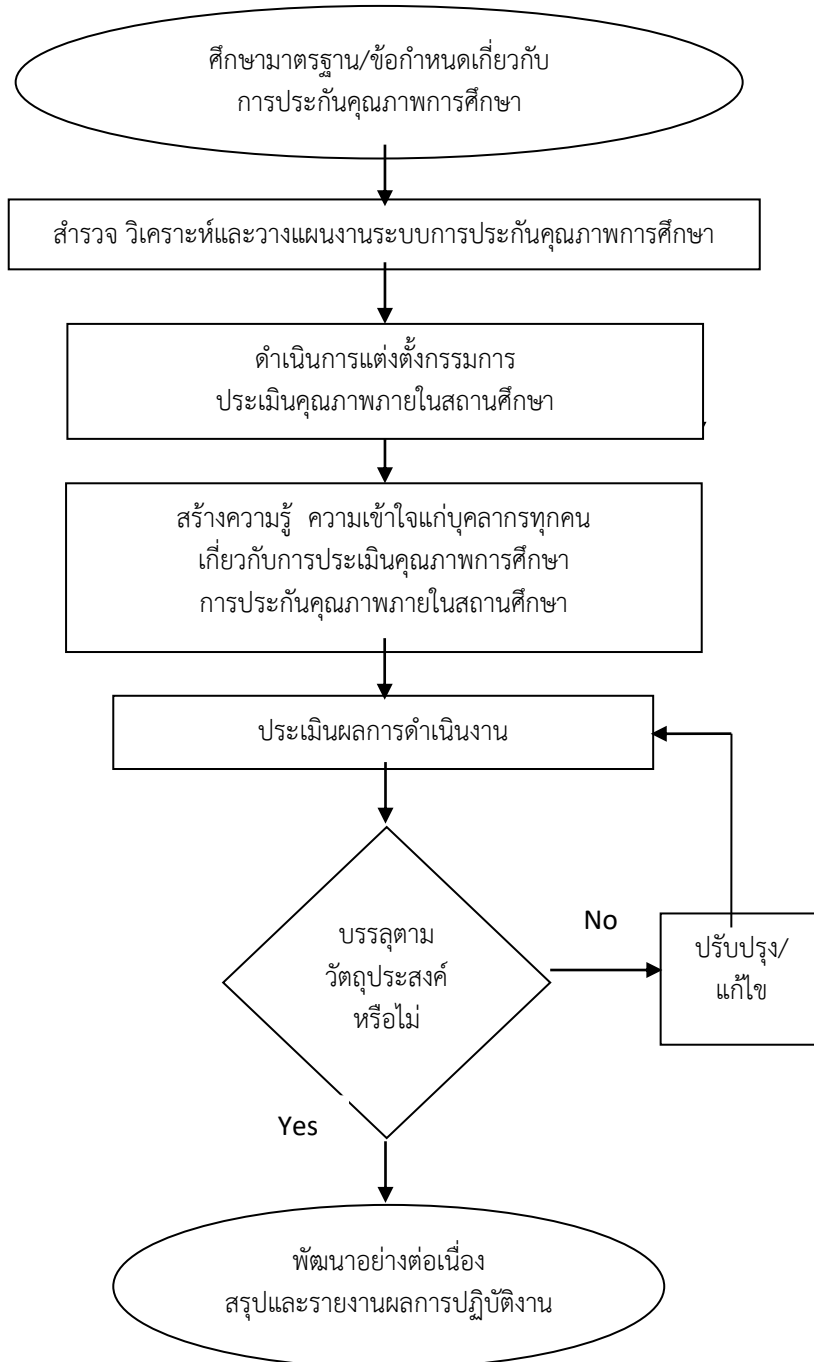 ศึกษามาตรฐาน/ข้อกำหนดเกี่ยวกับ
การประกันคุณภาพการศึกษา
สำรวจ วิเคราะห์และวางแผนงานระบบการประกันคุณภาพการศึกษา
ดำเนินการแต่งตั้งกรรมการ
ประเมินคุณภาพภายในสถานศึกษา
สร้างความรู้ ความเข้าใจแก่บุคลากรทุกคน
เกี่ยวกับการประเมินคุณภาพการศึกษา
การประกันคุณภาพภายในสถานศึกษา
ประเมินผลการดำเนินงาน
บรรลุตาม
วัตถุประสงค์
หรือไม่
No
ปรับปรุง/
แก้ไข
Yes
พัฒนาอย่างต่อเนื่อง
สรุปและรายงานผลการปฏิบัติงาน